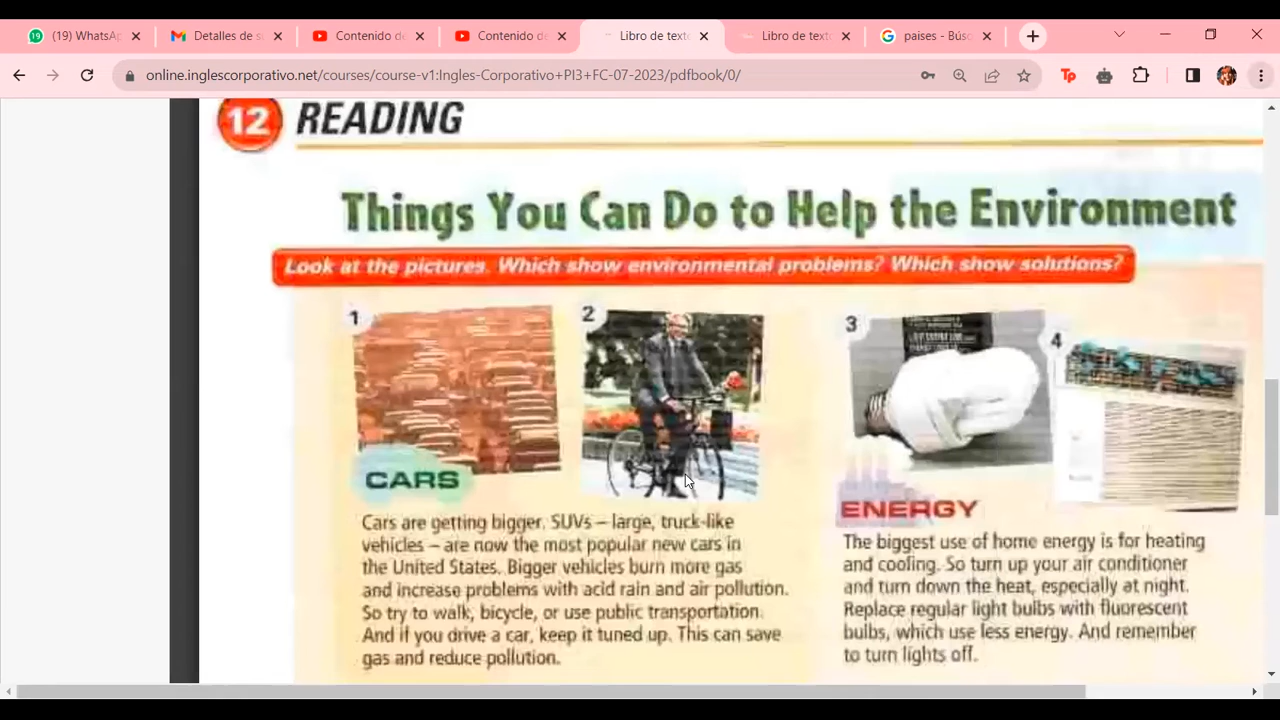 (19) WhatsAp
Detalles de su
Contenido de
Contenido de
Libro de texto
Libro de texto
países - Bús
online.inglescorporativo.net/courses/course-v1:Ingles-Corporativo+PI3+FC-07-2023/pdfbook/0/
12 READING
Things You Can Do to Help the Environment
Look at the pictures. Which show environmental problems? Which show solutions?
1
2
3
4
CARS
Cars are getting bigger. SUVs – large, truck-like
vehicles – are now the most popular new cars in
the United States. Bigger vehicles burn more gas
and increase problems with acid rain and air pollution.
So try to walk, bicycle, or use public transportation.
And if you drive a car, keep it tuned up. This can save
gas and reduce pollution.
ENERGY
The biggest use of home energy is for heating
and cooling. So turn up your air conditioner
and turn down the heat, especially at night.
Replace regular light bulbs with fluorescent
bulbs, which use less energy. And remember
to turn lights off.